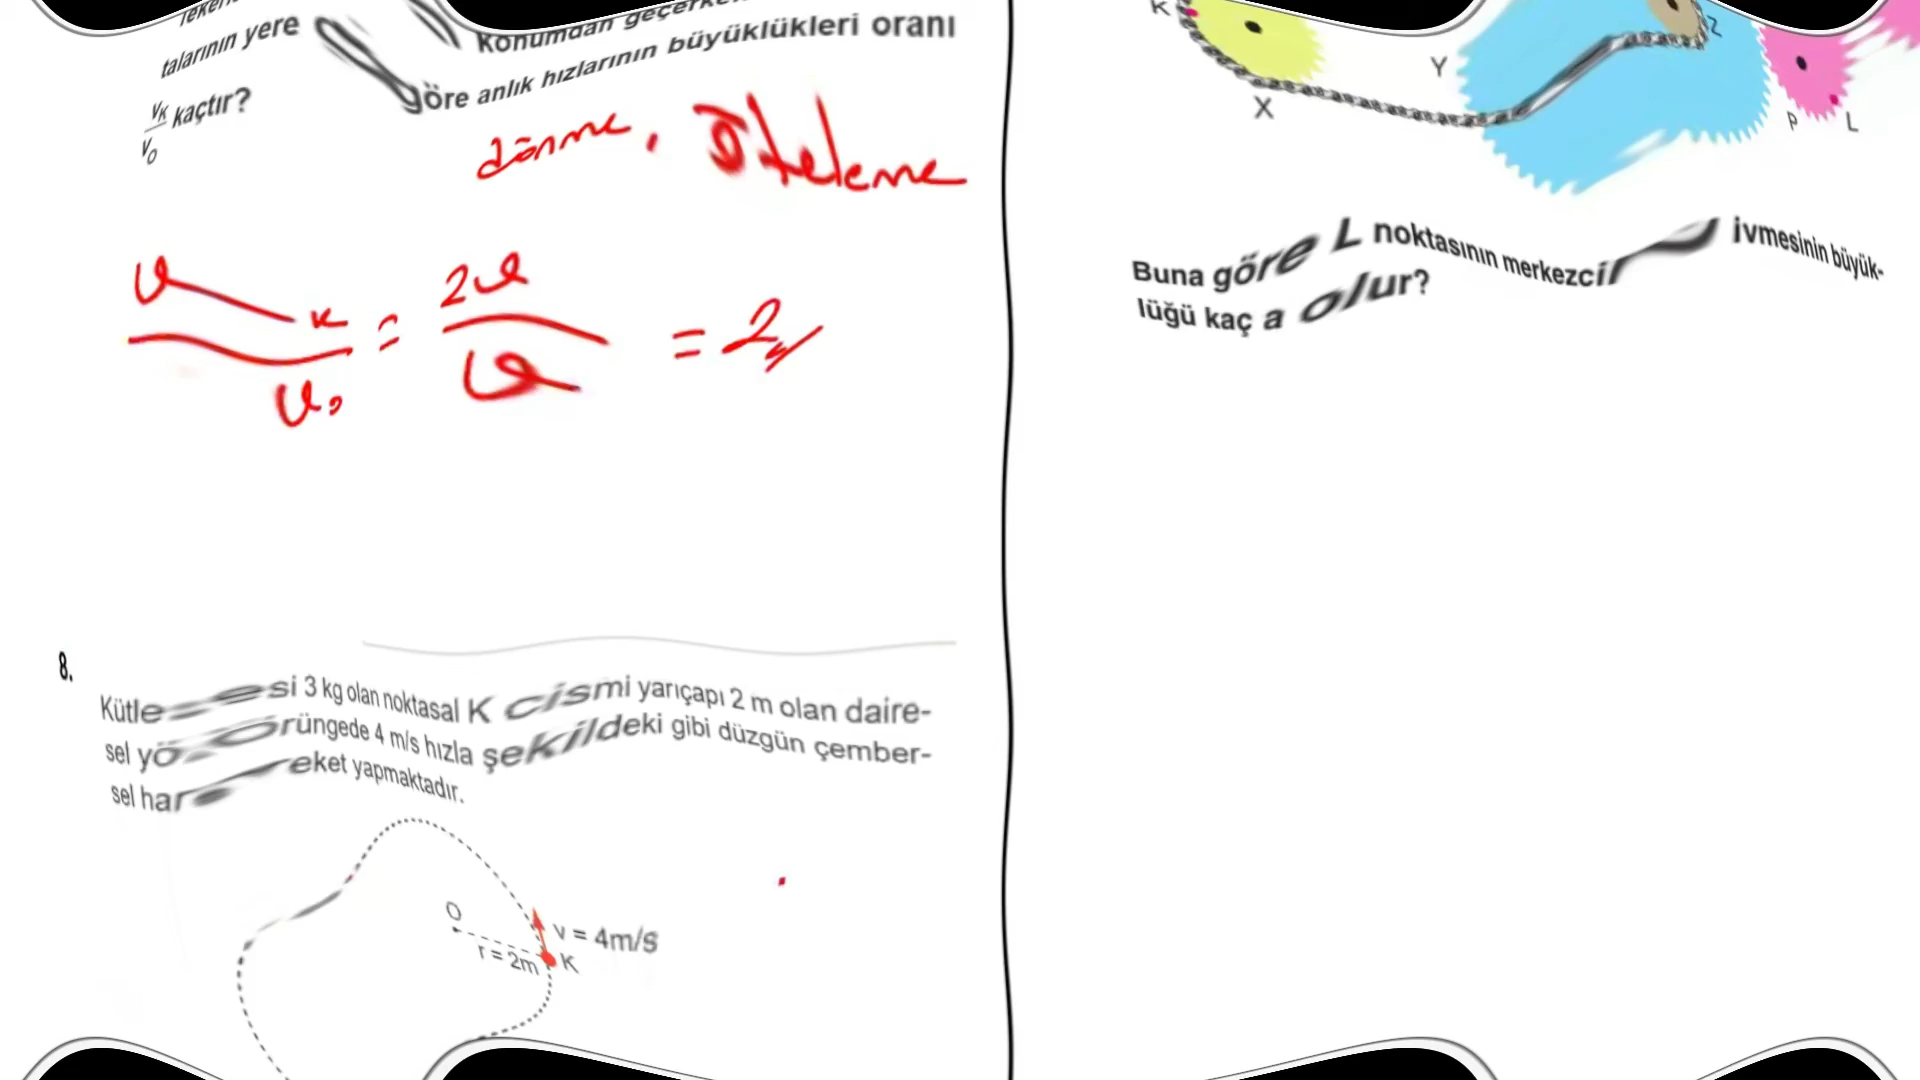 talarının yere
konumdan geçerken
göre anlık hızlarının büyüklükleri oranı
vK
vO kaçtır?
dönme, öteleme
vK / v0 = 2v / v = 2
8.
Kütlesi 3 kg olan noktasal K cismi yarıçapı 2 m olan daire-
sel yörüngede 4 m/s hızla şekildeki gibi düzgün çember-
sel hareket yapmaktadır.
O
v = 4m/s
r = 2m K
K
Z
Y
X
P L
Buna göre L noktasının merkezcil ivmesinin büyük-
lüğü kaç a olur?